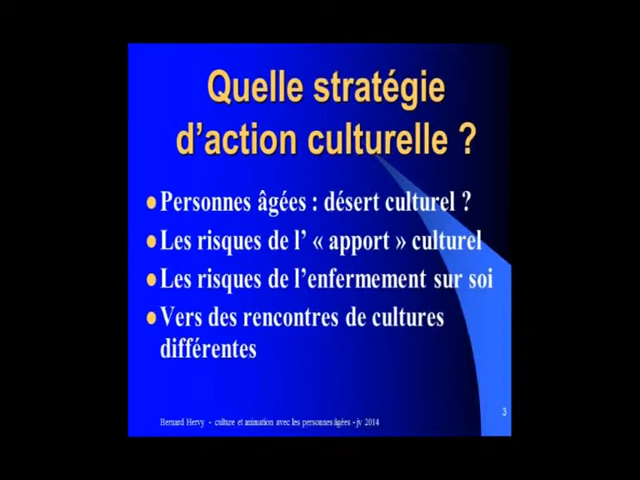 Quelle stratégie
d’action culturelle ?
Personnes âgées : désert culturel ?
Les risques de l’ « apport » culturel
Les risques de l’enfermement sur soi
Vers des rencontres de cultures
différentes
Bernard Hervy - culture et animation avec les personnes âgées - jv 2014
3